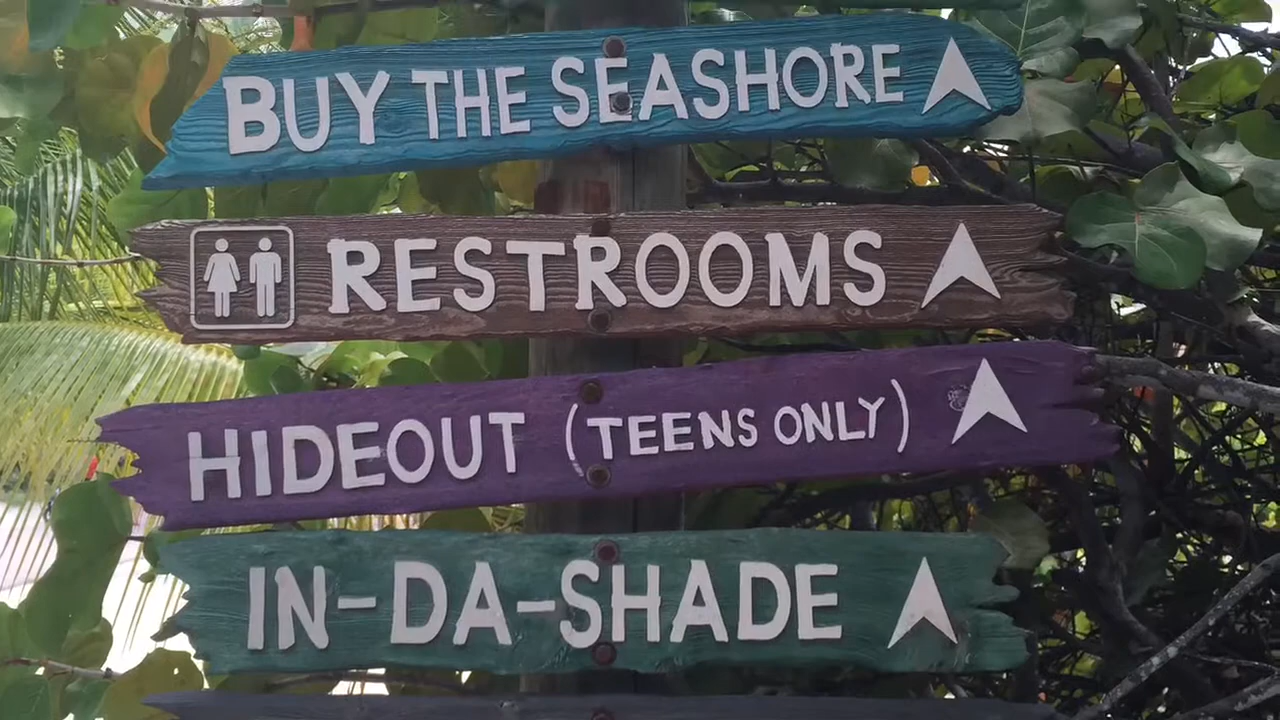 BUY THE SEASHORE
RESTROOMS
HIDEOUT (TEENS ONLY)
IN-DA-SHADE